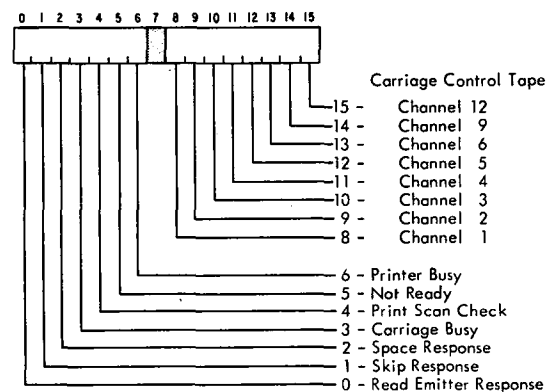 0 1 2 3 4 5 6 7 8 9 10 11 12 13 14 15
Carriage Control Tape
15 - Channel 12
14 - Channel 9
13 - Channel 6
12 - Channel 5
11 - Channel 4
10 - Channel 3
9 - Channel 2
8 - Channel 1
6 - Printer Busy
5 - Not Ready
4 - Print Scan Check
3 - Carriage Busy
2 - Space Response
1 - Skip Response
0 - Read Emitter Response